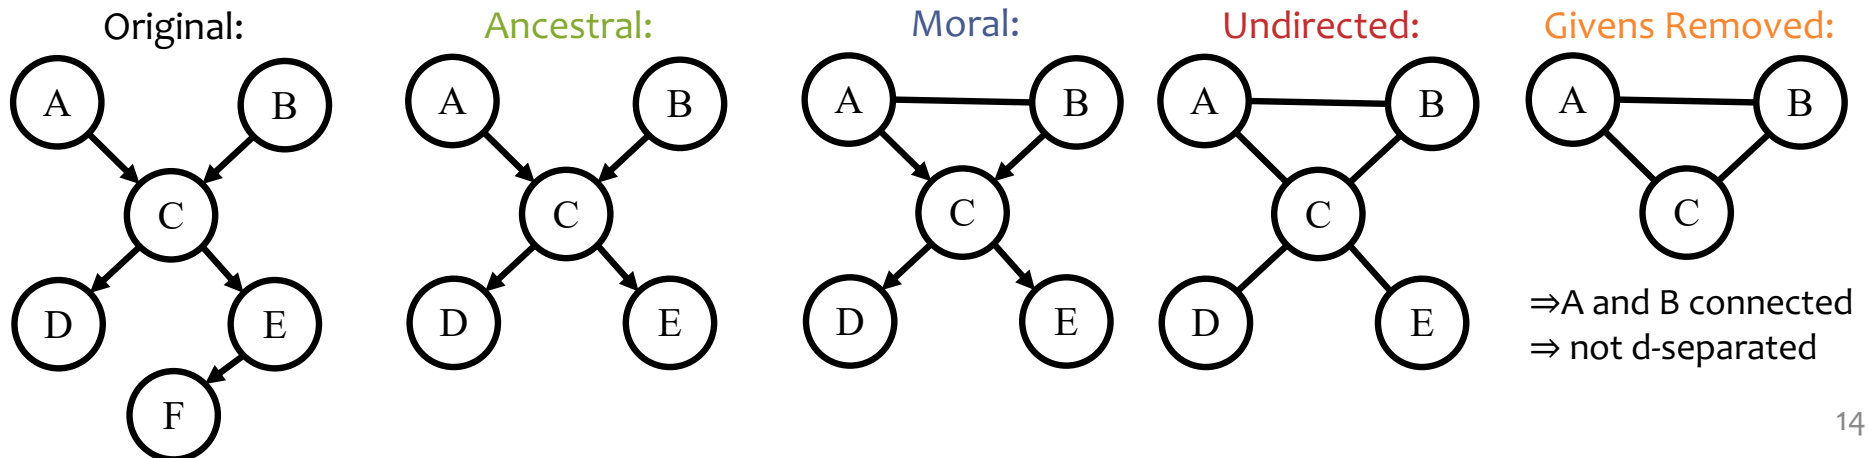 Original:
Ancestral:
Moral:
Undirected:
Givens Removed:
A
B
C
D
E
F
A
B
C
D
E
A
B
C
D
E
A
B
C
D
E
A
B
C
⇒A and B connected
⇒ not d-separated
14